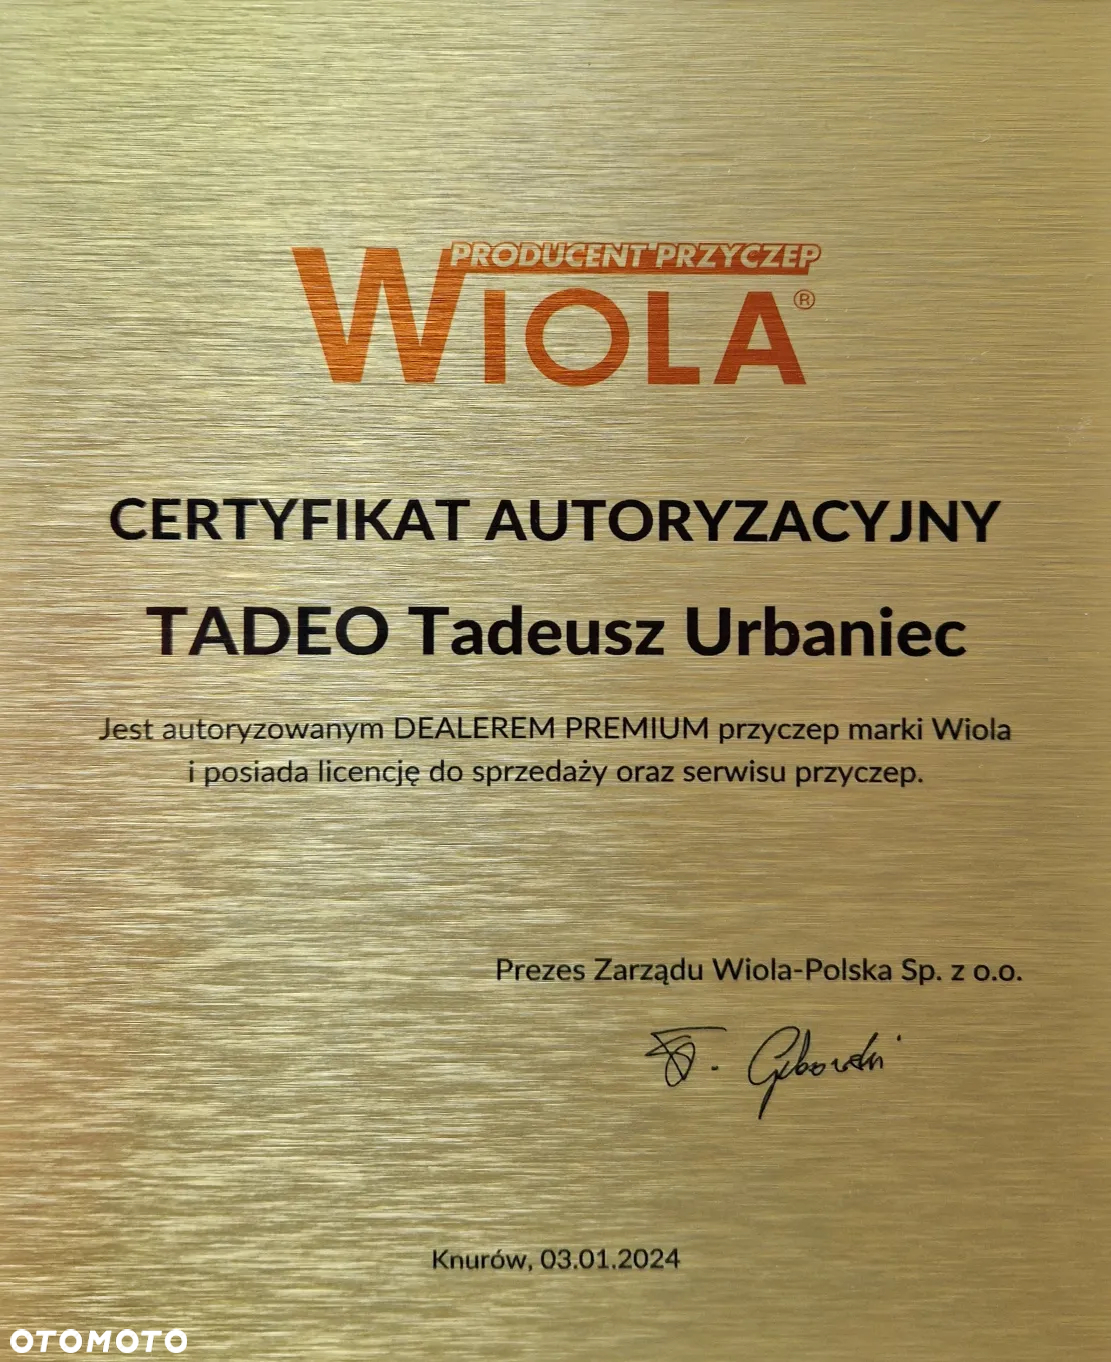 PRODUCENT PRZYCZEP
WIOLA®
CERTYFIKAT AUTORYZACYJNY
TADEO Tadeusz Urbaniec
Jest autoryzowanym DEALEREM PREMIUM przyczep marki Wiola
i posiada licencję do sprzedaży oraz serwisu przyczep.
Prezes Zarządu Wiola-Polska Sp. z o.o.
Knurów, 03.01.2024
OTOMOTO